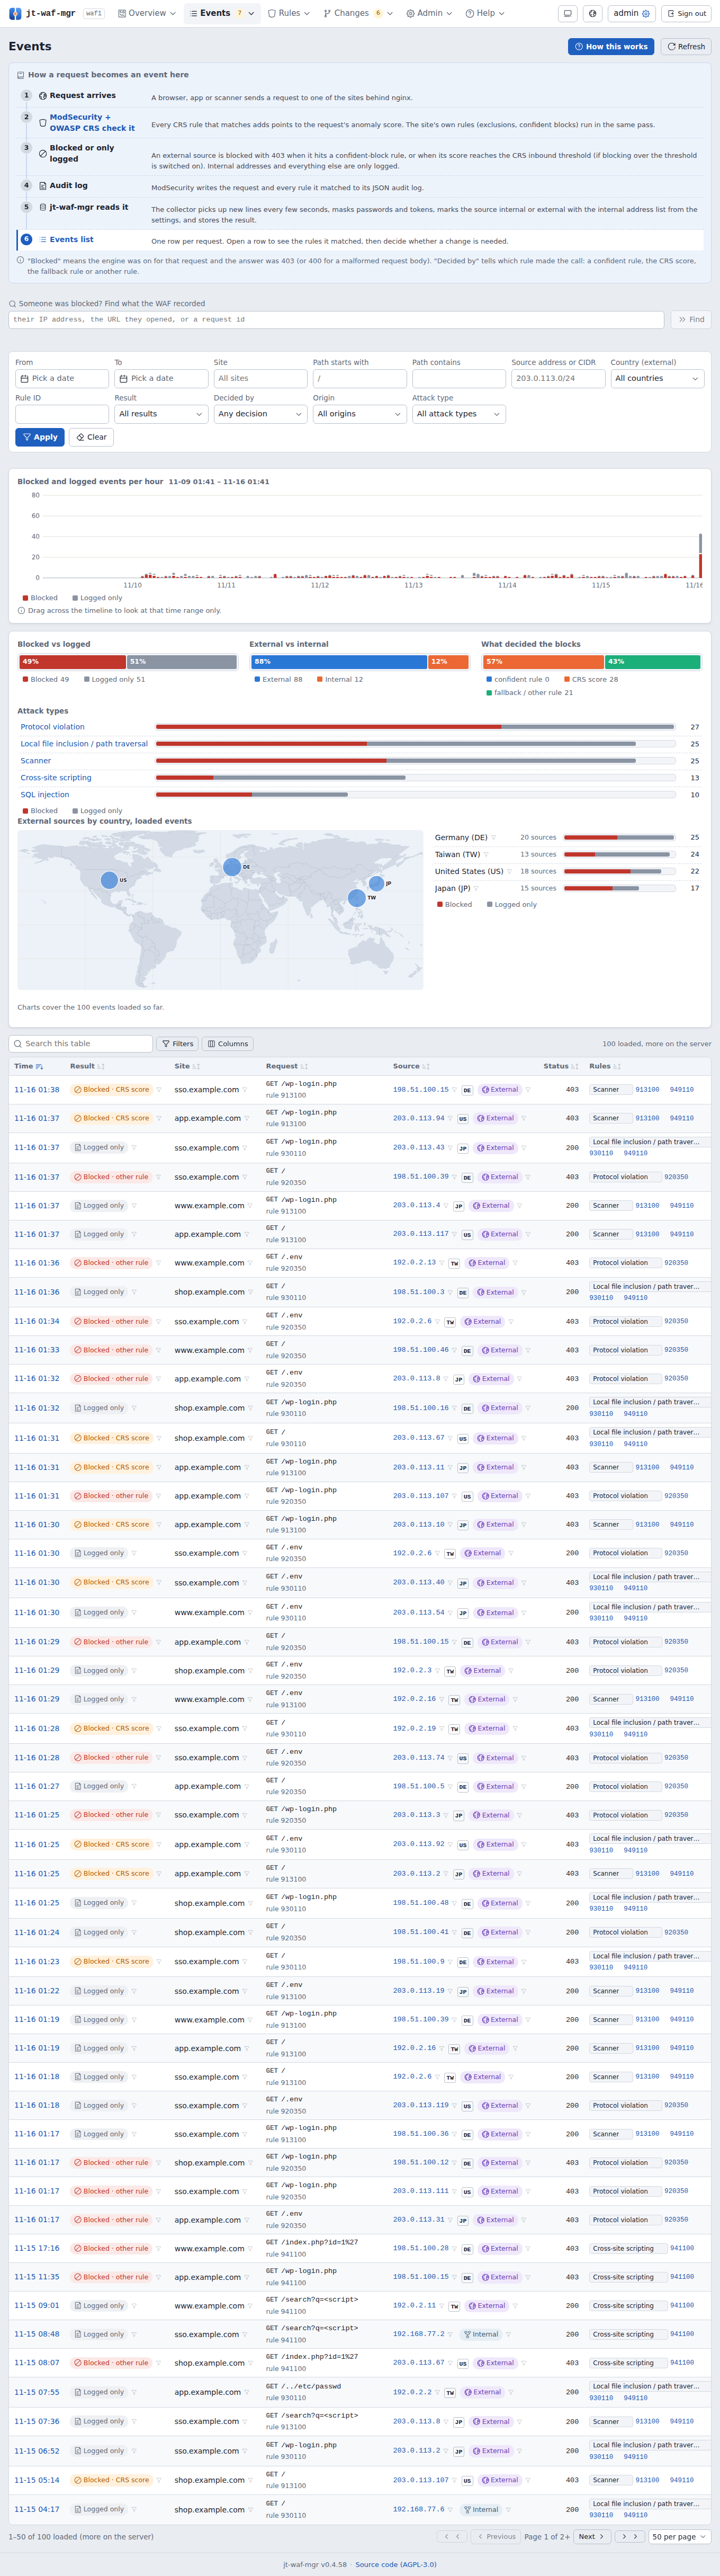 jt-waf-mgr waf1 Overview Events 7 Rules Changes 6 Admin Help admin Sign out
Events
How this works Refresh
How a request becomes an event here
1 Request arrives A browser, app or scanner sends a request to one of the sites behind nginx.
2 ModSecurity + OWASP CRS check it Every CRS rule that matches adds points to the request's anomaly score. The site's own rules (exclusions, confident blocks) run in the same pass.
3 Blocked or only logged An external source is blocked with 403 when it hits a confident-block rule, or when its score reaches the CRS inbound threshold (if blocking over the threshold is switched on). Internal addresses and everything else are only logged.
4 Audit log ModSecurity writes the request and every rule it matched to its JSON audit log.
5 jt-waf-mgr reads it The collector picks up new lines every few seconds, masks passwords and tokens, marks the source internal or external with the internal address list from the settings, and stores the result.
6 Events list One row per request. Open a row to see the rules it matched, then decide whether a change is needed.
"Blocked" means the engine was on for that request and the answer was 403 (or 400 for a malformed request body). "Decided by" tells which rule made the call: a confident rule, the CRS score, the fallback rule or another rule.
Someone was blocked? Find what the WAF recorded
their IP address, the URL they opened, or a request id
Find
From To Site Path starts with Path contains Source address or CIDR Country (external)
Pick a date Pick a date All sites / 203.0.113.0/24 All countries
Rule ID Result Decided by Origin Attack type
All results Any decision All origins All attack types
Apply Clear
Blocked and logged events per hour 11-09 01:41 – 11-16 01:41
80
60
40
20
0
11/10 11/11 11/12 11/13 11/14 11/15 11/16
Blocked Logged only
Drag across the timeline to look at that time range only.
Blocked vs logged External vs internal What decided the blocks
49% 51% 88% 12% 57% 43%
Blocked 49 Logged only 51 External 88 Internal 12 confident rule 0 CRS score 28
fallback / other rule 21
Attack types
Protocol violation 27
Local file inclusion / path traversal 25
Scanner 25
Cross-site scripting 13
SQL injection 10
Blocked Logged only
External sources by country, loaded events
US DE JP TW
Germany (DE) 20 sources 25
Taiwan (TW) 13 sources 24
United States (US) 18 sources 22
Japan (JP) 15 sources 17
Blocked Logged only
Charts cover the 100 events loaded so far.
Search this table Filters Columns 100 loaded, more on the server
Time Result Site Request Source Status Rules
11-16 01:38 Blocked · CRS score sso.example.com GET /wp-login.php rule 913100 198.51.100.15 DE External 403 Scanner 913100 949110
11-16 01:37 Blocked · CRS score app.example.com GET /wp-login.php rule 913100 203.0.113.94 US External 403 Scanner 913100 949110
11-16 01:37 Logged only sso.example.com GET /wp-login.php rule 930110 203.0.113.43 JP External 200 Local file inclusion / path traver... 930110 949110
11-16 01:37 Blocked · other rule sso.example.com GET / rule 920350 198.51.100.39 DE External 403 Protocol violation 920350
11-16 01:37 Logged only www.example.com GET /wp-login.php rule 913100 203.0.113.4 JP External 200 Scanner 913100 949110
11-16 01:37 Logged only app.example.com GET / rule 913100 203.0.113.117 US External 200 Scanner 913100 949110
11-16 01:36 Blocked · other rule www.example.com GET /.env rule 920350 192.0.2.13 TW External 403 Protocol violation 920350
11-16 01:36 Logged only shop.example.com GET / rule 930110 198.51.100.3 DE External 200 Local file inclusion / path traver... 930110 949110
11-16 01:34 Blocked · other rule sso.example.com GET /.env rule 920350 192.0.2.6 TW External 403 Protocol violation 920350
11-16 01:33 Blocked · other rule www.example.com GET / rule 920350 198.51.100.46 DE External 403 Protocol violation 920350
11-16 01:32 Blocked · other rule app.example.com GET /.env rule 920350 203.0.113.8 JP External 403 Protocol violation 920350
11-16 01:32 Logged only shop.example.com GET /wp-login.php rule 930110 198.51.100.16 DE External 200 Local file inclusion / path traver... 930110 949110
11-16 01:31 Blocked · CRS score shop.example.com GET / rule 930110 203.0.113.67 US External 403 Local file inclusion / path traver... 930110 949110
11-16 01:31 Blocked · CRS score app.example.com GET /wp-login.php rule 913100 203.0.113.11 JP External 403 Scanner 913100 949110
11-16 01:31 Blocked · other rule sso.example.com GET /wp-login.php rule 920350 203.0.113.107 US External 403 Protocol violation 920350
11-16 01:30 Blocked · CRS score app.example.com GET /wp-login.php rule 913100 203.0.113.10 JP External 403 Scanner 913100 949110
11-16 01:30 Logged only sso.example.com GET /.env rule 920350 192.0.2.6 TW External 200 Protocol violation 920350
11-16 01:30 Blocked · CRS score sso.example.com GET /.env rule 930110 203.0.113.40 JP External 403 Local file inclusion / path traver... 930110 949110
11-16 01:30 Logged only www.example.com GET /.env rule 930110 203.0.113.54 JP External 200 Local file inclusion / path traver... 930110 949110
11-16 01:29 Blocked · other rule app.example.com GET / rule 920350 198.51.100.15 DE External 403 Protocol violation 920350
11-16 01:29 Logged only shop.example.com GET /.env rule 920350 192.0.2.3 TW External 200 Protocol violation 920350
11-16 01:29 Logged only www.example.com GET /.env rule 913100 192.0.2.16 TW External 200 Scanner 913100 949110
11-16 01:28 Blocked · CRS score sso.example.com GET / rule 930110 192.0.2.19 TW External 403 Local file inclusion / path traver... 930110 949110
11-16 01:28 Blocked · other rule sso.example.com GET /.env rule 920350 203.0.113.74 US External 403 Protocol violation 920350
11-16 01:27 Logged only app.example.com GET / rule 920350 198.51.100.5 DE External 200 Protocol violation 920350
11-16 01:25 Blocked · other rule sso.example.com GET /wp-login.php rule 920350 203.0.113.3 JP External 403 Protocol violation 920350
11-16 01:25 Blocked · CRS score app.example.com GET /.env rule 930110 203.0.113.92 US External 403 Local file inclusion / path traver... 930110 949110
11-16 01:25 Blocked · CRS score app.example.com GET / rule 913100 203.0.113.2 JP External 403 Scanner 913100 949110
11-16 01:25 Logged only shop.example.com GET /wp-login.php rule 930110 198.51.100.48 DE External 200 Local file inclusion / path traver... 930110 949110
11-16 01:24 Logged only shop.example.com GET / rule 920350 198.51.100.41 DE External 200 Protocol violation 920350
11-16 01:23 Blocked · CRS score sso.example.com GET / rule 930110 198.51.100.9 DE External 403 Local file inclusion / path traver... 930110 949110
11-16 01:22 Logged only sso.example.com GET /.env rule 913100 203.0.113.19 JP External 200 Scanner 913100 949110
11-16 01:19 Logged only www.example.com GET /wp-login.php rule 913100 198.51.100.39 DE External 200 Scanner 913100 949110
11-16 01:19 Logged only app.example.com GET / rule 913100 192.0.2.16 TW External 200 Scanner 913100 949110
11-16 01:18 Logged only sso.example.com GET / rule 913100 192.0.2.6 TW External 200 Scanner 913100 949110
11-16 01:18 Logged only sso.example.com GET /.env rule 920350 203.0.113.119 US External 200 Protocol violation 920350
11-16 01:17 Logged only sso.example.com GET /wp-login.php rule 913100 198.51.100.36 DE External 200 Scanner 913100 949110
11-16 01:17 Blocked · other rule shop.example.com GET /wp-login.php rule 920350 198.51.100.12 DE External 403 Protocol violation 920350
11-16 01:17 Blocked · other rule sso.example.com GET /wp-login.php rule 920350 203.0.113.111 US External 403 Protocol violation 920350
11-16 01:17 Blocked · other rule app.example.com GET /.env rule 920350 203.0.113.31 JP External 403 Protocol violation 920350
11-15 17:16 Blocked · other rule www.example.com GET /index.php?id=1%27 rule 941100 198.51.100.28 DE External 403 Cross-site scripting 941100
11-15 11:35 Blocked · other rule app.example.com GET /wp-login.php rule 941100 198.51.100.15 DE External 403 Cross-site scripting 941100
11-15 09:01 Logged only www.example.com GET /search?q=<script> rule 941100 192.0.2.11 TW External 200 Cross-site scripting 941100
11-15 08:48 Logged only sso.example.com GET /search?q=<script> rule 941100 192.168.77.2 Internal 200 Cross-site scripting 941100
11-15 08:07 Blocked · other rule shop.example.com GET /index.php?id=1%27 rule 941100 203.0.113.67 US External 403 Cross-site scripting 941100
11-15 07:55 Logged only app.example.com GET /../etc/passwd rule 930110 192.0.2.2 TW External 200 Local file inclusion / path traver... 930110 949110
11-15 07:36 Logged only sso.example.com GET /search?q=<script> rule 913100 203.0.113.8 JP External 200 Scanner 913100 949110
11-15 06:52 Logged only sso.example.com GET /wp-login.php rule 930110 203.0.113.2 JP External 200 Local file inclusion / path traver... 930110 949110
11-15 05:14 Blocked · CRS score shop.example.com GET / rule 913100 203.0.113.107 US External 403 Scanner 913100 949110
11-15 04:17 Logged only shop.example.com GET / rule 930110 192.168.77.6 Internal 200 Local file inclusion / path traver... 930110 949110
1–50 of 100 loaded (more on the server) Previous Page 1 of 2+ Next 50 per page
jt-waf-mgr v0.4.58 · Source code (AGPL-3.0)